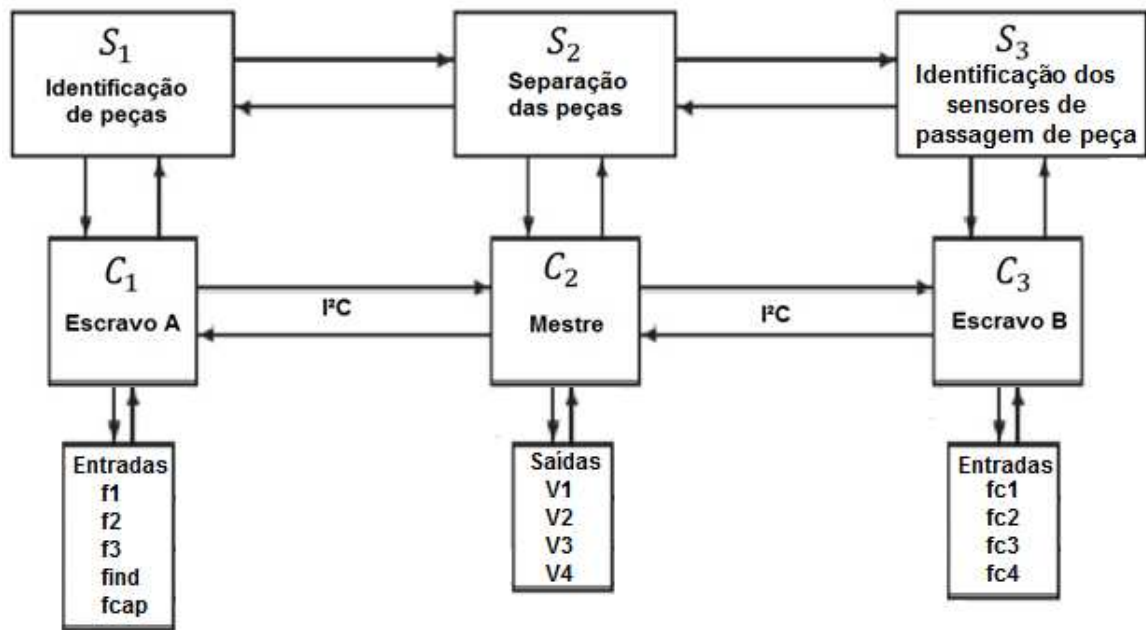 S₁
Identificação
de peças
S₂
Separação
das peças
S₃
Identificação dos
sensores de
passagem de peça
C₁
Escravo A
I²C
C₂
Mestre
I²C
C₃
Escravo B
Entradas
f1
f2
f3
find
fcap
Saídas
V1
V2
V3
V4
Entradas
fc1
fc2
fc3
fc4